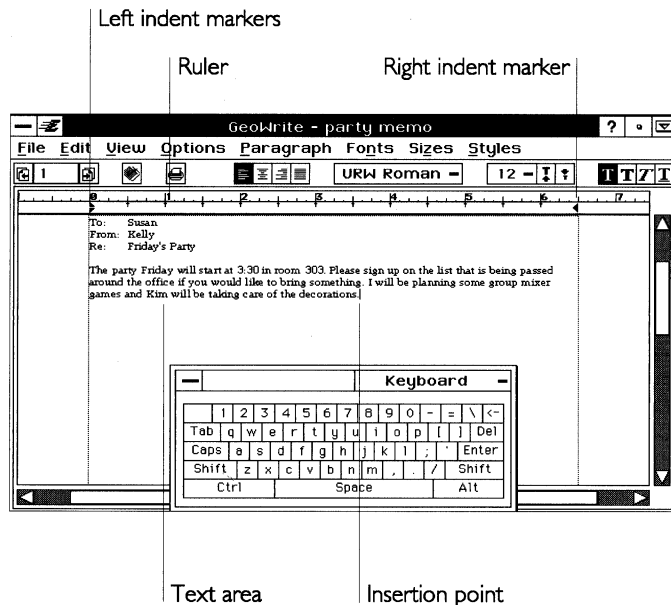 Left indent markers
Ruler Right indent marker
GeoWrite - party memo ?
File Edit View Options Paragraph Fonts Sizes Styles
1 URW Roman 12 T T T T
0 1 2 3 4 5 6 7
To: Susan
From: Kelly
Re: Friday's Party
The party Friday will start at 3:30 in room 303. Please sign up on the list that is being passed
around the office if you would like to bring something. I will be planning some group mixer
games and Kim will be taking care of the decorations.
Keyboard
1 2 3 4 5 6 7 8 9 0 - = \ <-
Tab q w e r t y u i o p [ ] Del
Caps a s d f g h j k l ; ' Enter
Shift z x c v b n m , . / Shift
Ctrl Space Alt
Text area Insertion point